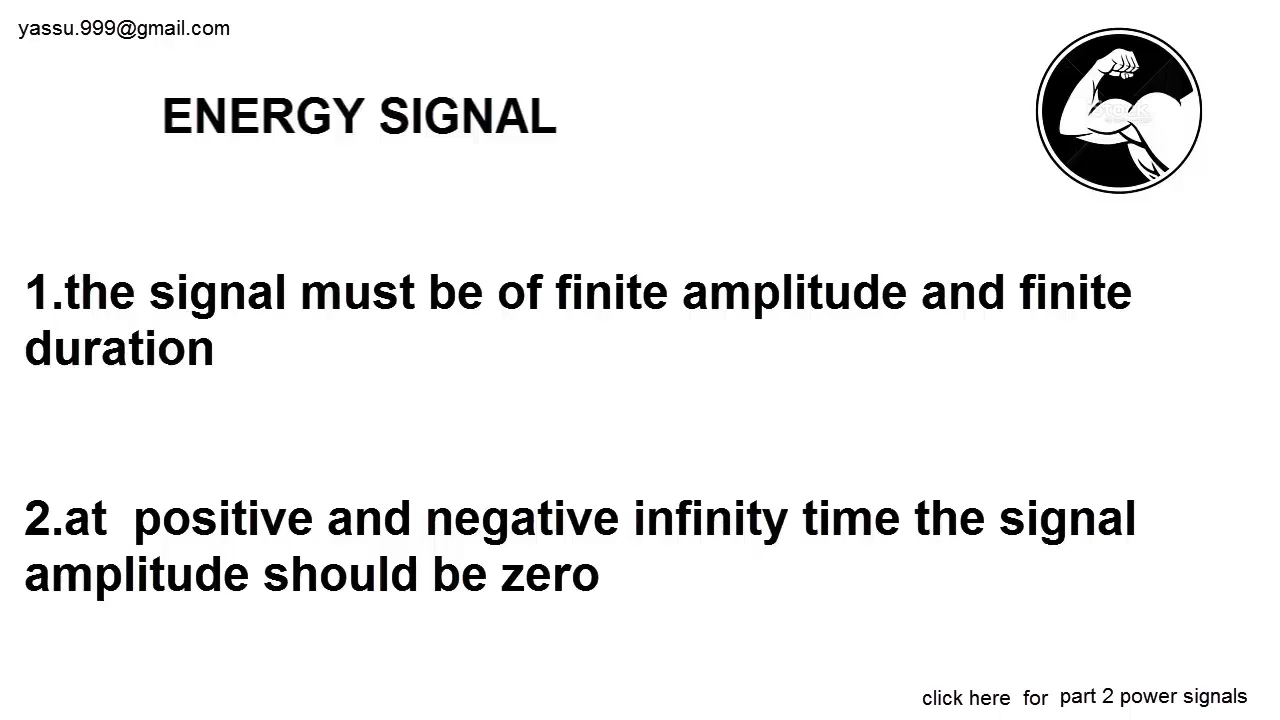 yassu.999@gmail.com
ENERGY SIGNAL
1.the signal must be of finite amplitude and finite
duration
2.at  positive and negative infinity time the signal
amplitude should be zero
click here  for  part 2 power signals